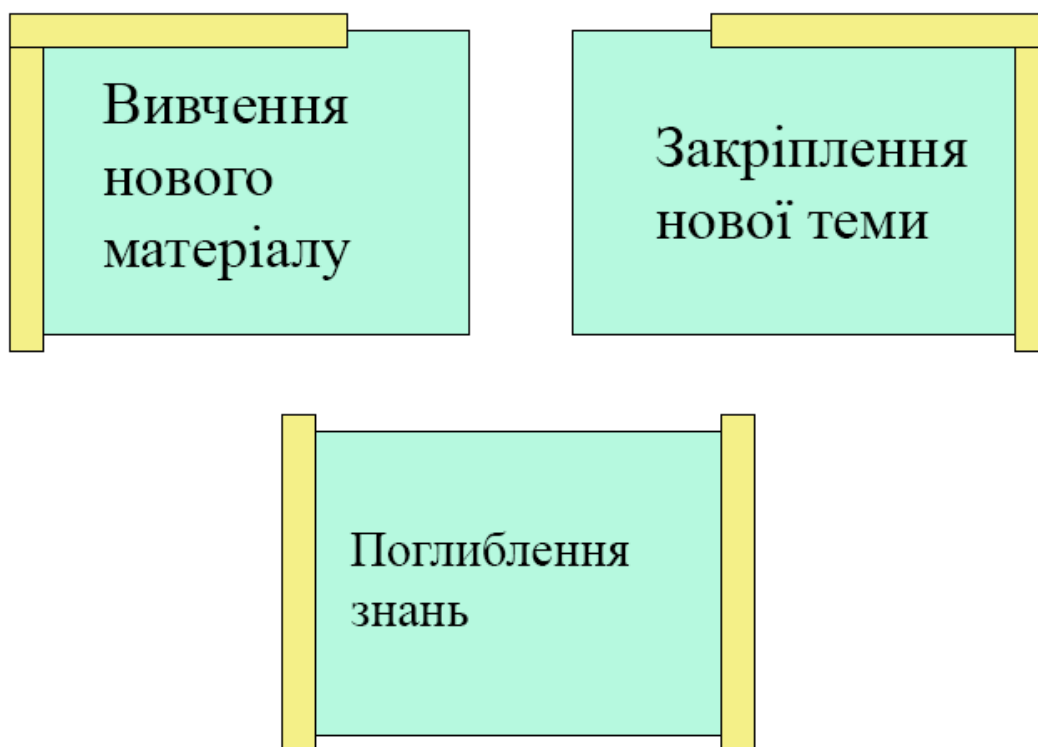 Вивчення
нового
матеріалу
Закріплення
нової теми
Поглиблення
знань